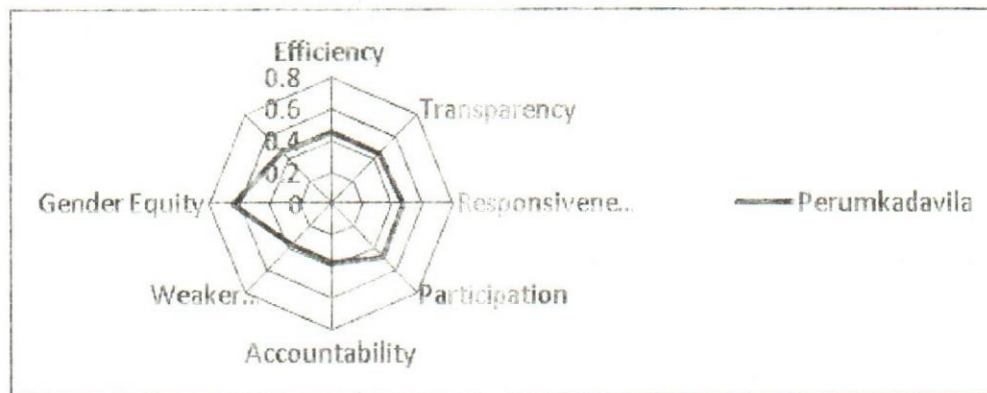 Efficiency
0.8
0.6
0.4
0.2
0
Transparency
Responsivene...
Participation
Accountability
Weaker...
Gender Equity
Perumkadavila